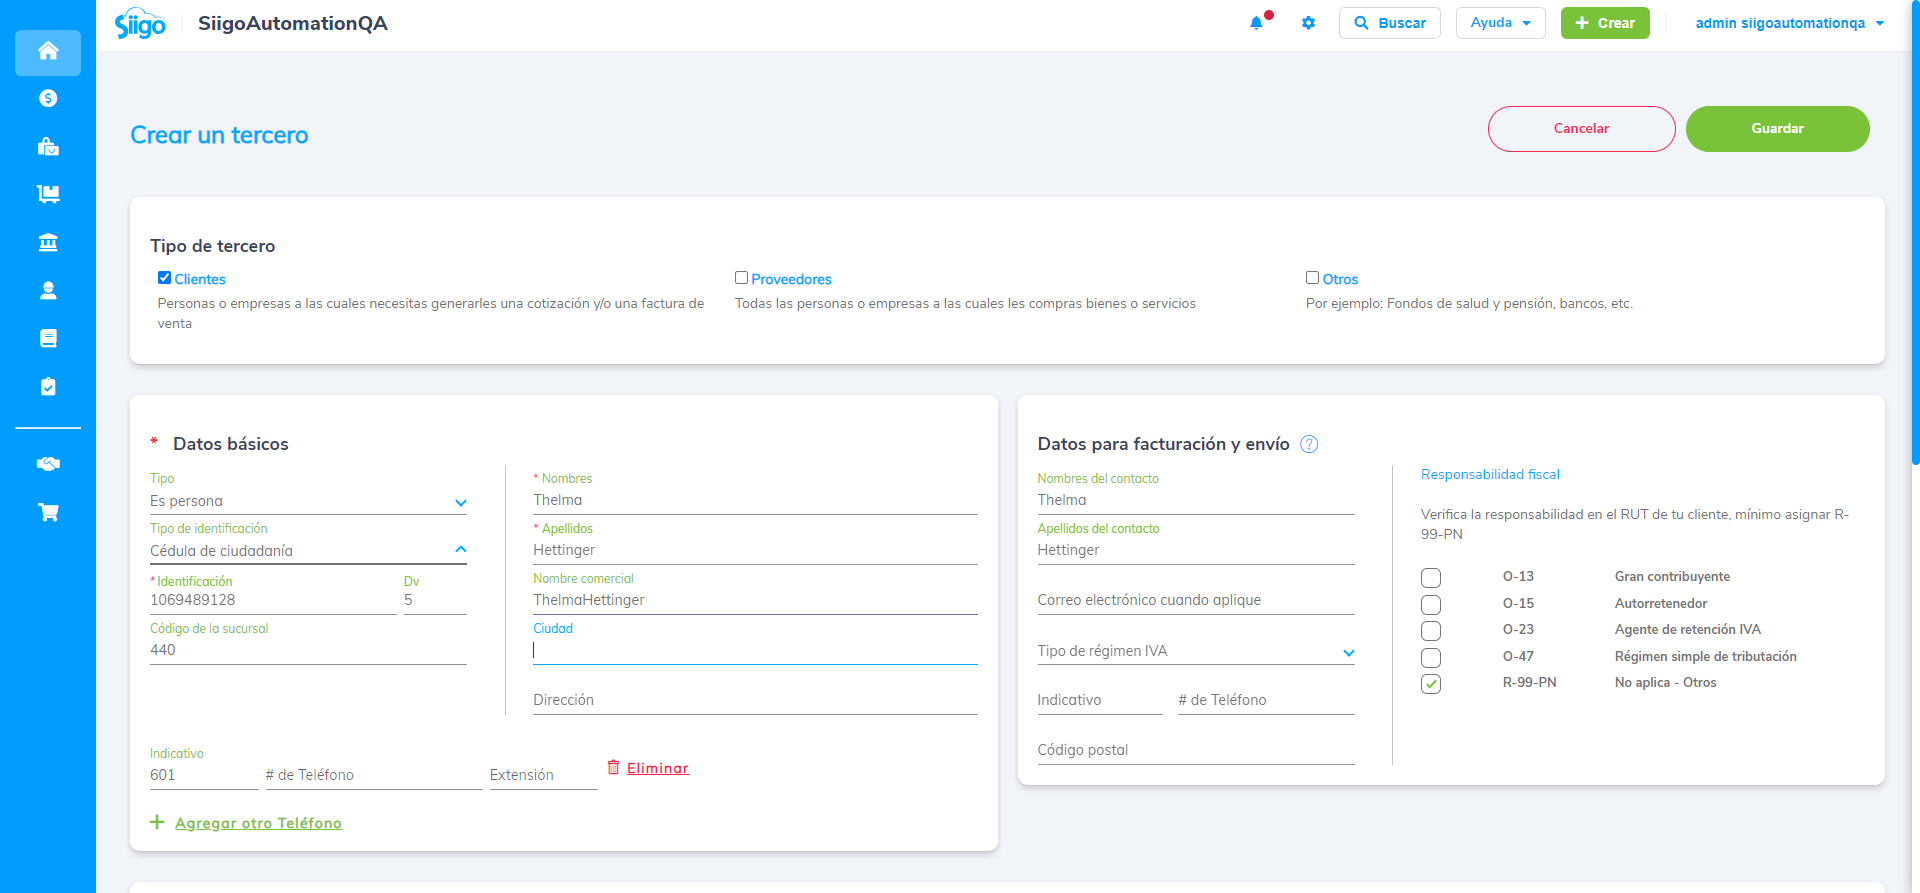 Siigo
SiigoAutomationQA
Buscar
Ayuda
Crear
admin siigoautomationqa
Crear un tercero
Cancelar
Guardar
Tipo de tercero
Clientes
Personas o empresas a las cuales necesitas generarles una cotización y/o una factura de
venta
Proveedores
Todas las personas o empresas a las cuales les compras bienes o servicios
Otros
Por ejemplo: Fondos de salud y pensión, bancos, etc.
* Datos básicos
Tipo
Es persona
Tipo de identificación
Cédula de ciudadanía
*Identificación
1069489128
Dv
5
Código de la sucursal
440
* Nombres
Thelma
* Apellidos
Hettinger
Nombre comercial
ThelmaHettinger
Ciudad
Dirección
Indicativo
601
# de Teléfono
Extensión
Eliminar
+ Agregar otro Teléfono
Datos para facturación y envío ?
Nombres del contacto
Thelma
Apellidos del contacto
Hettinger
Correo electrónico cuando aplique
Tipo de régimen IVA
Indicativo
# de Teléfono
Código postal
Responsabilidad fiscal
Verifica la responsabilidad en el RUT de tu cliente, mínimo asignar R-
99-PN
O-13 Gran contribuyente
O-15 Autorretenedor
O-23 Agente de retención IVA
O-47 Régimen simple de tributación
R-99-PN No aplica - Otros